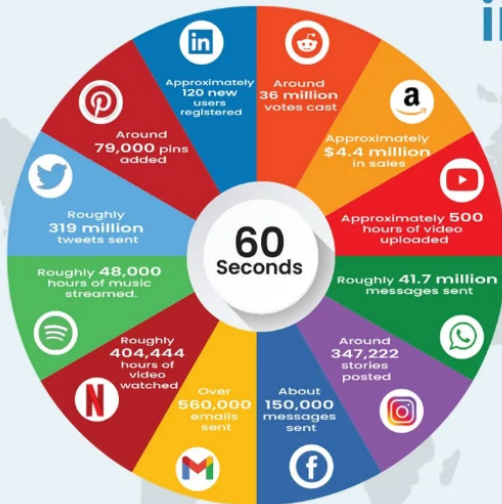 in
60
Seconds
Around
36 million
votes cast
a
Approximately
$4.4 million
in sales
Approximately 500
hours of video
uploaded
Roughly 41.7 million
messages sent
Around
347,222
stories
posted
About
150,000
messages
sent
f
Over
560,000
emails
sent
M
Roughly
404,444
hours of
video
watched
N
Roughly 48,000
hours of music
streamed.
Roughly
319 million
tweets sent
Around
79,000 pins
added
in
Approximately
120 new
users
registered